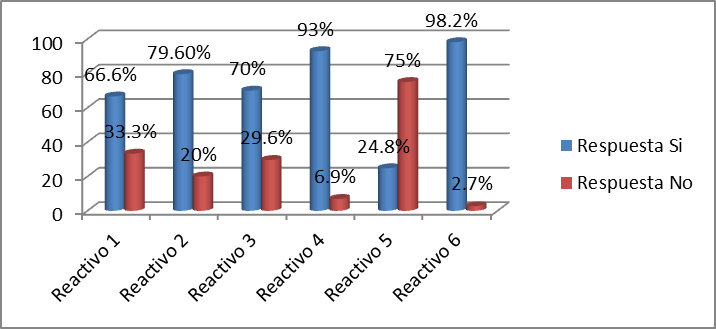 98.2%
93%
79.60%
75%
70%
66.6%
33.3%
29.6%
24.8%
20%
6.9%
2.7%
100
80
60
40
20
0
Reactivo 1
Reactivo 2
Reactivo 3
Reactivo 4
Reactivo 5
Reactivo 6
Respuesta Si
Respuesta No